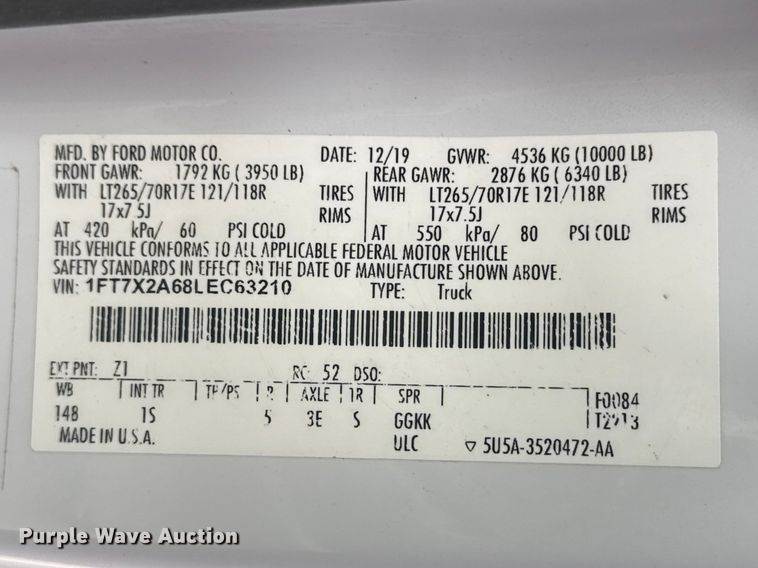 MFD. BY FORD MOTOR CO. DATE: 12/19 GVWR: 4536 KG (10000 LB)
FRONT GAWR: 1792 KG ( 3950 LB) REAR GAWR: 2876 KG ( 6340 LB)
WITH LT265/70R17E 121/118R TIRES WITH LT265/70R17E 121/118R TIRES
17x7.5J RIMS 17x7.5J RIMS
AT 420 kPa/ 60 PSI COLD AT 550 kPa/ 80 PSI COLD
THIS VEHICLE CONFORMS TO ALL APPLICABLE FEDERAL MOTOR VEHICLE
SAFETY STANDARDS IN EFFECT ON THE DATE OF MANUFACTURE SHOWN ABOVE.
VIN: 1FT7X2A68LEC63210 TYPE: Truck
EXT PNT: Z1 RC: 52 DSO:
WB INT TR TP/PS R AXLE TR SPR F0084
148 1S 5 3E S GGKK
MADE IN U.S.A. ULC 5U5A-3520472-AA
Purple Wave Auction